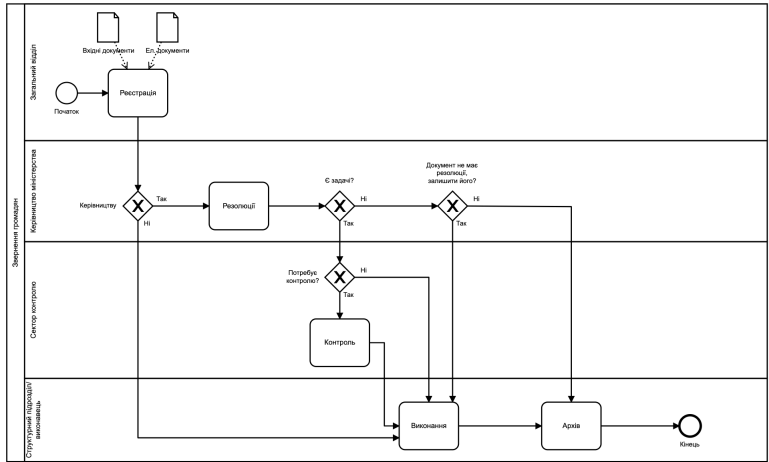 Звернення громадян
Загальний відділ
Вхідні документи
Ел. документи
Реєстрація
Початок
Керівництво міністерства
Керівництву
Так
Ні
Резолюції
Є задачі?
Ні
Так
Документ не має
резолюції,
залишити його?
Ні
Так
Сектор контролю
Потребує
контролю?
Ні
Так
Контроль
Структурний підрозділ/
виконавець
Виконання
Архів
Кінець